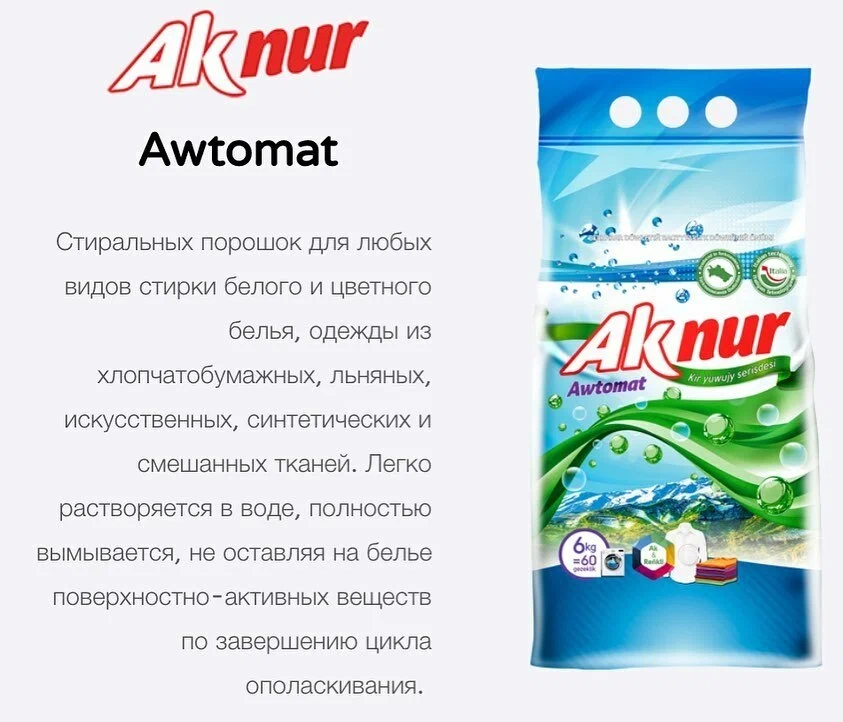 Aknur
Awtomat
Стиральных порошок для любых
видов стирки белого и цветного
белья, одежды из
хлопчатобумажных, льняных,
искусственных, синтетических и
смешанных тканей. Легко
растворяется в воде, полностью
вымывается, не оставляя на белье
поверхностно-активных веществ
по завершению цикла
ополаскивания.
Italia
Aknur
Awtomat
Kir ýuwujy serişdesi
6kg
=60
gezeklik
Ak
&
Reňkli